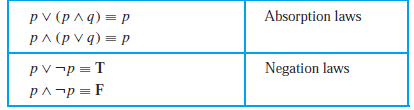 p ∨ (p ∧ q) ≡ p Absorption laws
p ∧ (p ∨ q) ≡ p
p ∨ ¬p ≡ T Negation laws
p ∧ ¬p ≡ F